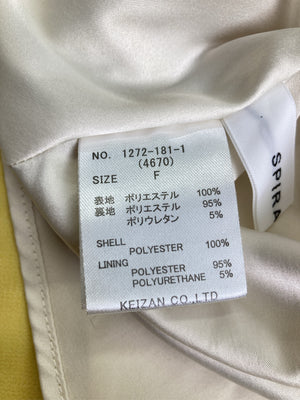 NO. 1272-181-1
(4670)
SIZE F
表地 ポリエステル 100%
裏地 ポリエステル 95%
ポリウレタン 5%
SHELL
POLYESTER 100%
LINING
POLYESTER 95%
POLYURETHANE 5%
KEIZAN CO.,LTD
SPIRA